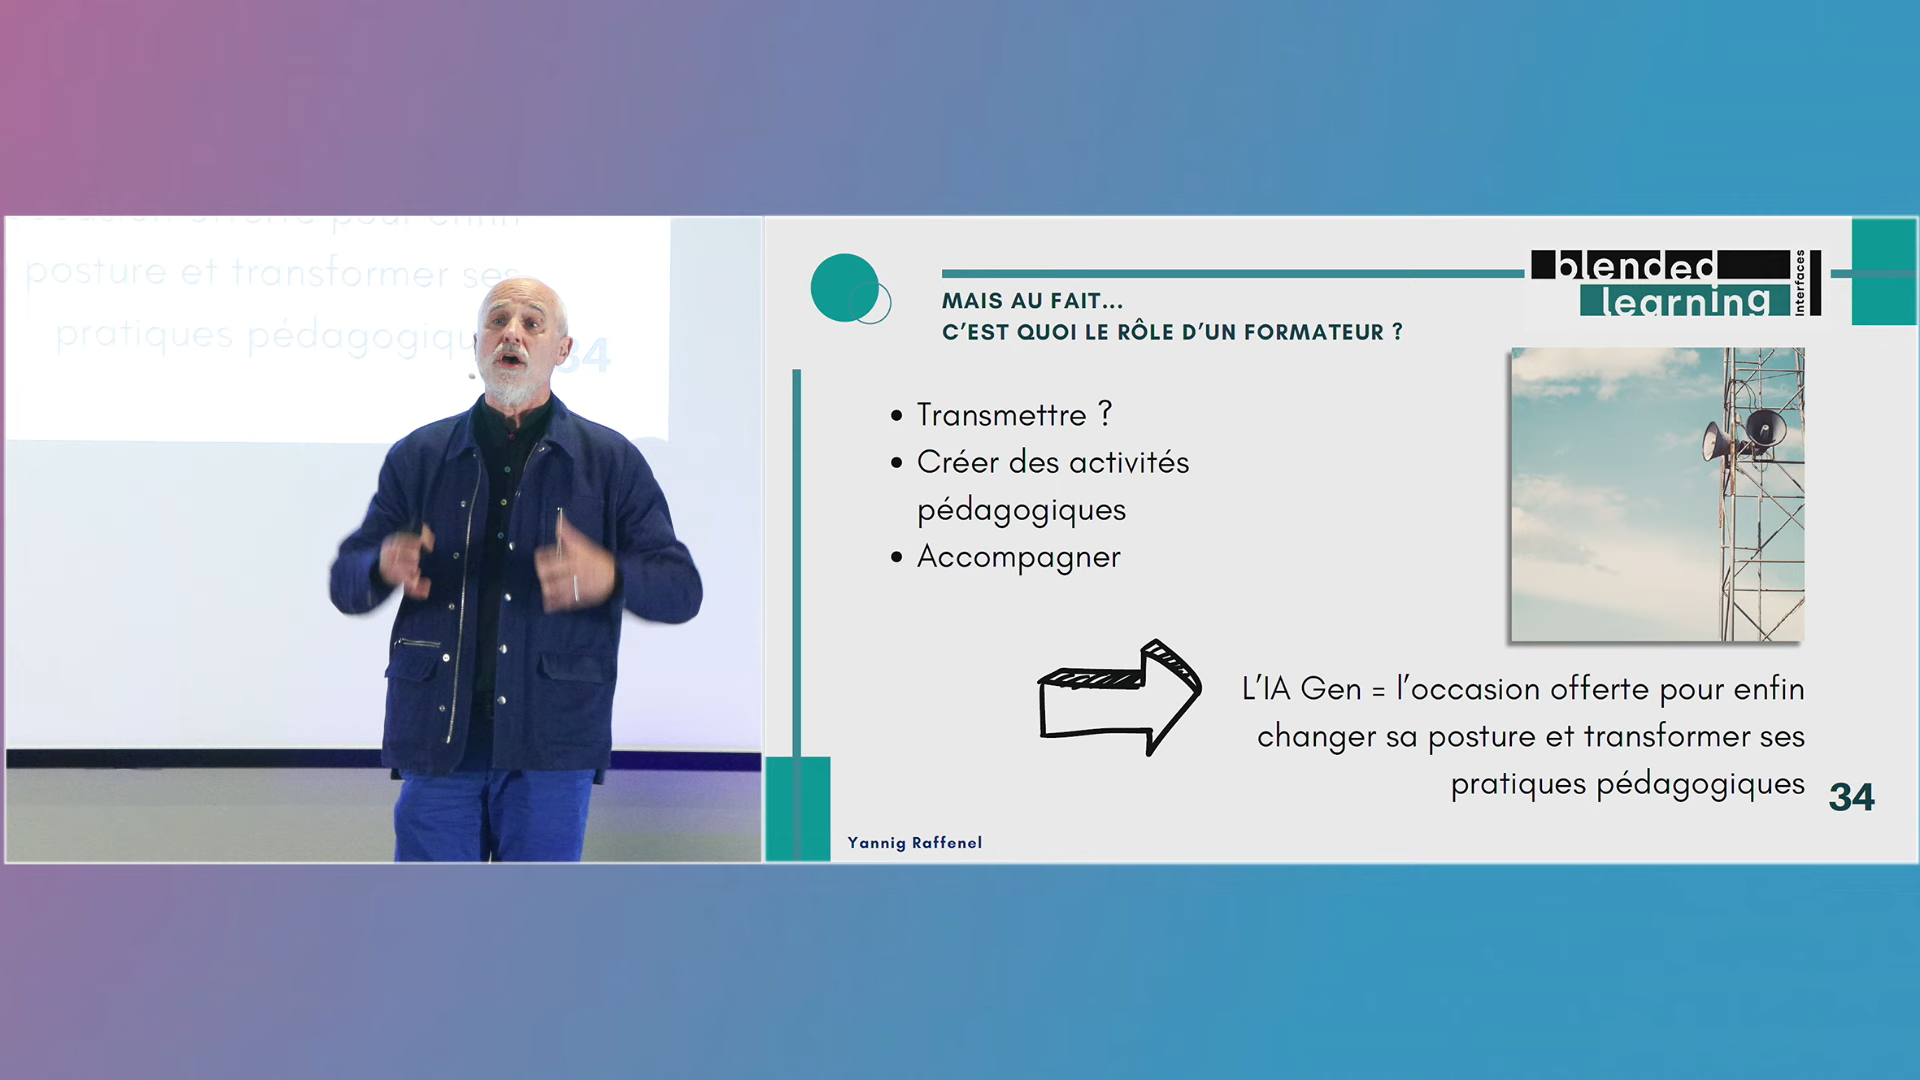 posture et transformer ses
pratiques pédagogiqu
34
blended
learning
Interfaces
MAIS AU FAIT...
C'EST QUOI LE RÔLE D'UN FORMATEUR ?
• Transmettre ?
• Créer des activités
pédagogiques
• Accompagner
L'IA Gen = l'occasion offerte pour enfin
changer sa posture et transformer ses
pratiques pédagogiques
34
Yannig Raffenel